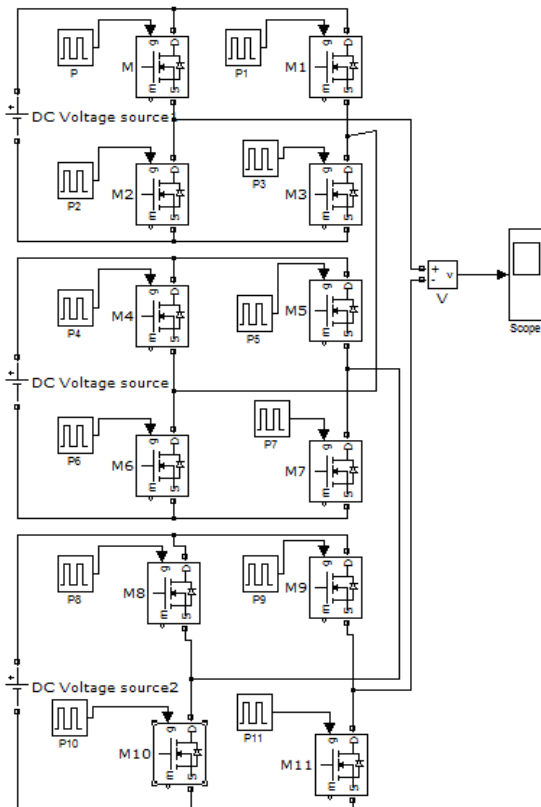 g D
P M m S
g D
P1 M1 m S
+ DC Voltage source1
g D
P2 M2 m S
g D
P3 M3 m S
+ v
- V
Scope
g D
P4 M4 m S
g D
P5 M5 m S
+ DC Voltage source
g D
P6 M6 m S
g D
P7 M7 m S
g D
P8 M8 m S
g D
P9 M9 m S
+ DC Voltage source2
g D
P10 M10 m S
g D
P11 M11 m S